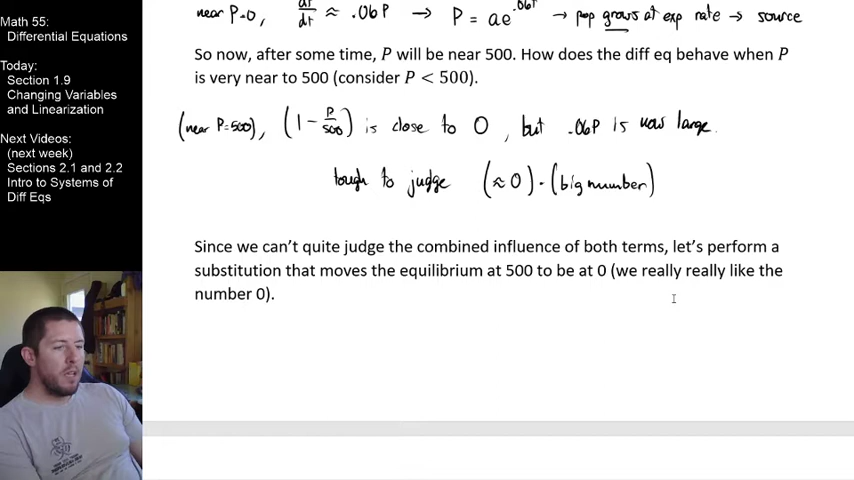 Math 55:
Differential Equations
Today:
Section 1.9
Changing Variables
and Linearization
Next Videos:
(next week)
Sections 2.1 and 2.2
Intro to Systems of
Diff Eqs
near P=0, dP/dt ≈ .06P → P = ae^.06t → pop grows at exp rate → source
So now, after some time, P will be near 500. How does the diff eq behave when P
is very near to 500 (consider P < 500).
(near P=500), (1 - P/500) is close to 0, but .06P is now large.
tough to judge (≈0)·(big number)
Since we can't quite judge the combined influence of both terms, let's perform a
substitution that moves the equilibrium at 500 to be at 0 (we really really like the
number 0).